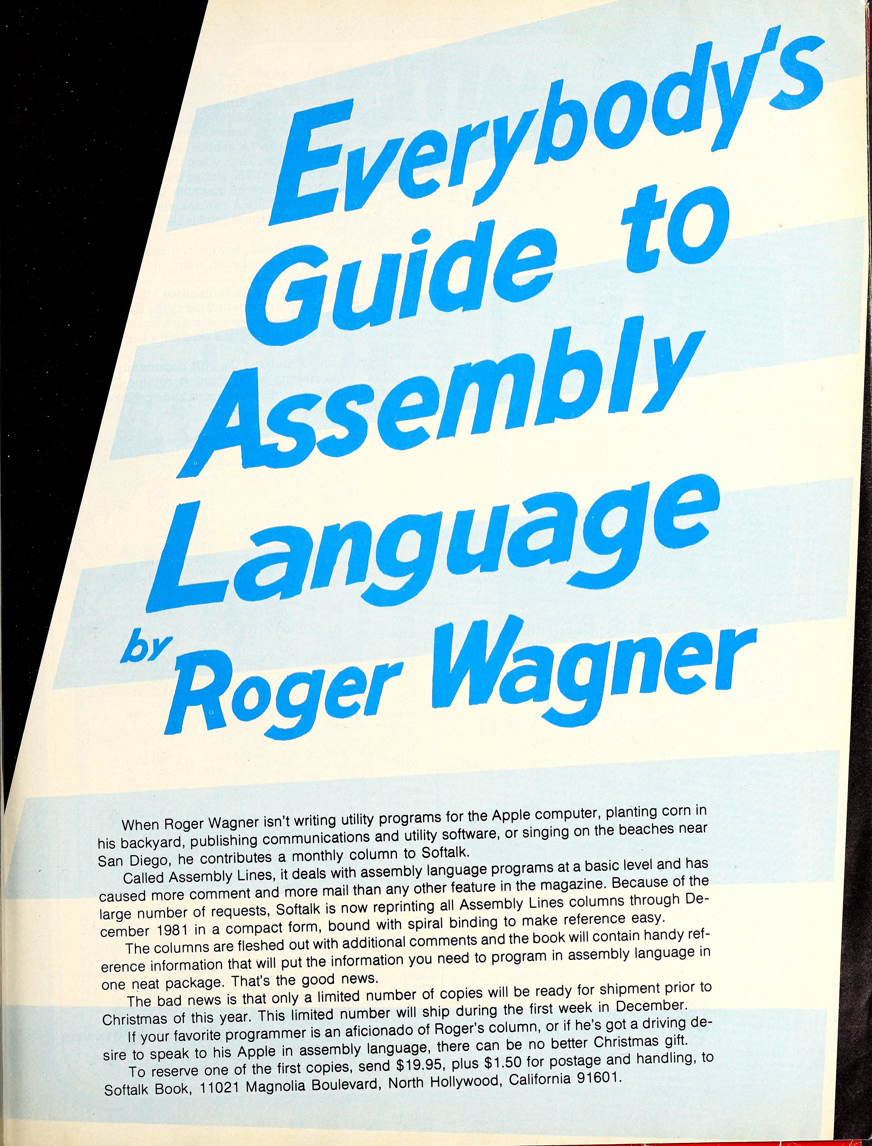 Everybody's
Guide to
Assembly
Language
by Roger Wagner
When Roger Wagner isn't writing utility programs for the Apple computer, planting corn in
his backyard, publishing communications and utility software, or singing on the beaches near
San Diego, he contributes a monthly column to Softalk.
Called Assembly Lines, it deals with assembly language programs at a basic level and has
caused more comment and more mail than any other feature in the magazine. Because of the
large number of requests, Softalk is now reprinting all Assembly Lines columns through De-
cember 1981 in a compact form, bound with spiral binding to make reference easy.
The columns are fleshed out with additional comments and the book will contain handy ref-
erence information that will put the information you need to program in assembly language in
one neat package. That's the good news.
The bad news is that only a limited number of copies will be ready for shipment prior to
Christmas of this year. This limited number will ship during the first week in December.
If your favorite programmer is an aficionado of Roger's column, or if he's got a driving de-
sire to speak to his Apple in assembly language, there can be no better Christmas gift.
To reserve one of the first copies, send $19.95, plus $1.50 for postage and handling, to
Softalk Book, 11021 Magnolia Boulevard, North Hollywood, California 91601.